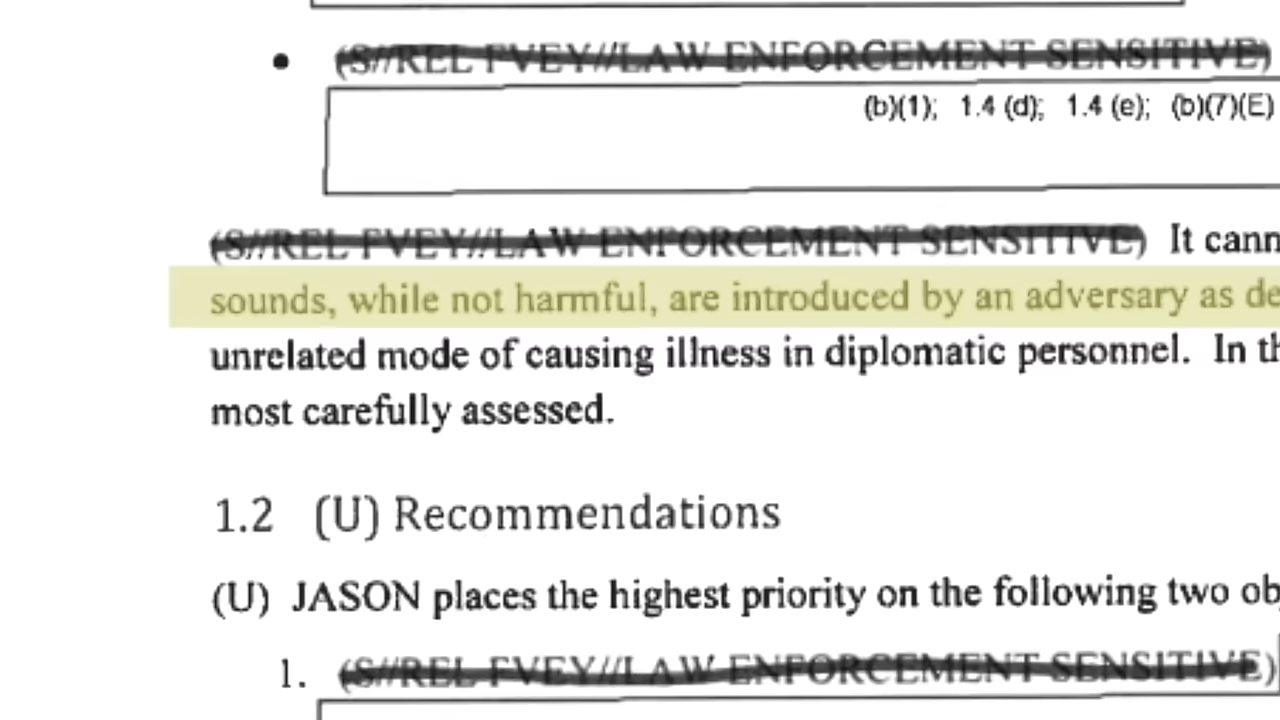 • (S//REL FVEY//LAW ENFORCEMENT SENSITIVE)
(b)(1); 1.4 (d); 1.4 (e); (b)(7)(E)
(S//REL FVEY//LAW ENFORCEMENT SENSITIVE) It cann
sounds, while not harmful, are introduced by an adversary as de
unrelated mode of causing illness in diplomatic personnel. In th
most carefully assessed.
1.2 (U) Recommendations
(U) JASON places the highest priority on the following two ob
1. (S//REL FVEY//LAW ENFORCEMENT SENSITIVE)